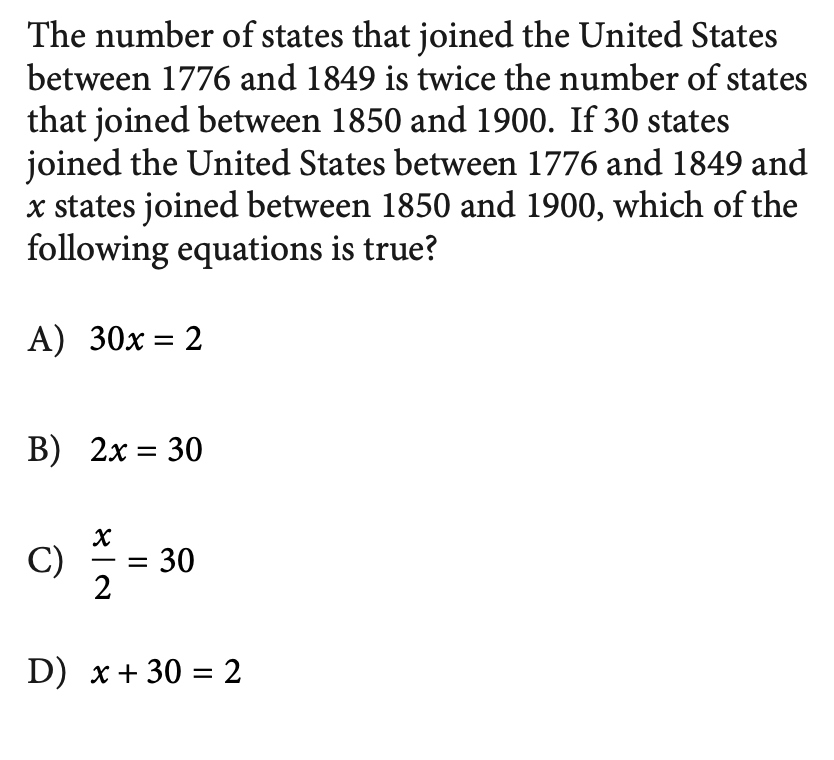 The number of states that joined the United States
between 1776 and 1849 is twice the number of states
that joined between 1850 and 1900. If 30 states
joined the United States between 1776 and 1849 and
x states joined between 1850 and 1900, which of the
following equations is true?
A) 30x = 2
B) 2x = 30
C) x/2 = 30
D) x + 30 = 2